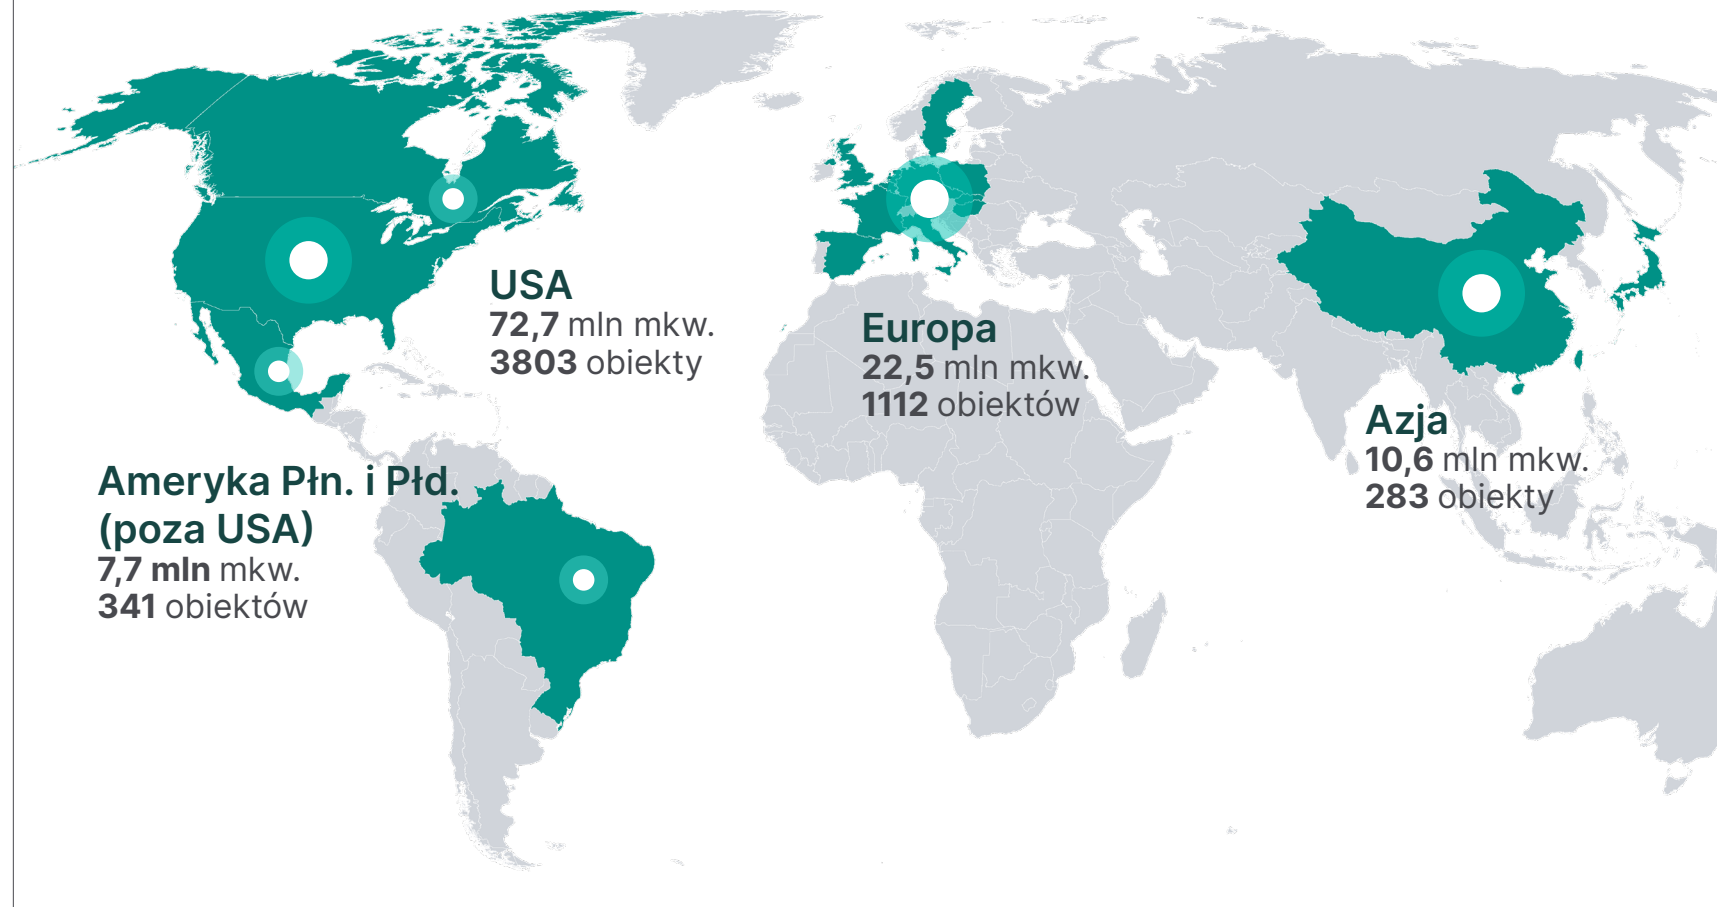 USA
72,7 mln mkw.
3803 obiekty
Europa
22,5 mln mkw.
1112 obiektów
Azja
10,6 mln mkw.
283 obiekty
Ameryka Płn. i Płd.
(poza USA)
7,7 mln mkw.
341 obiektów